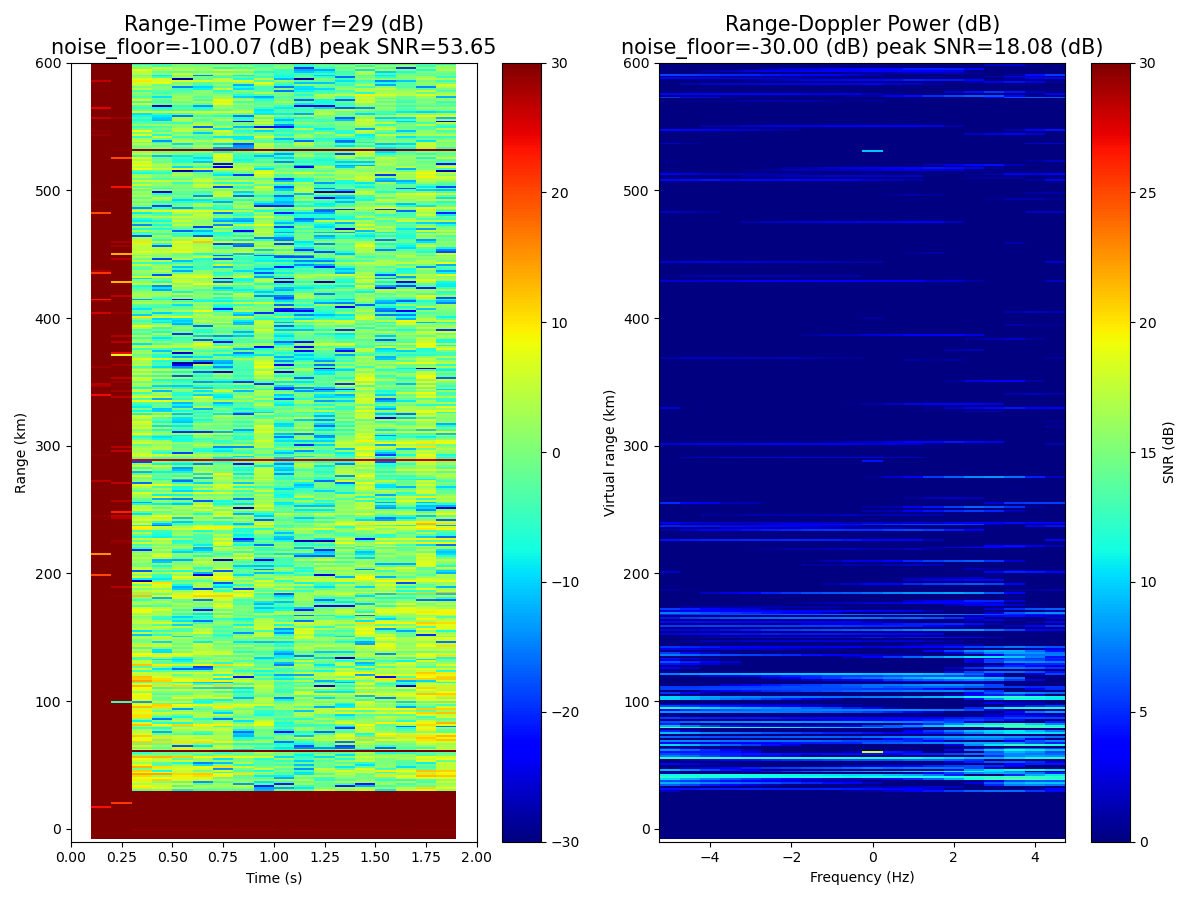 Range-Time Power f=29 (dB)
noise_floor=-100.07 (dB) peak SNR=53.65
Range (km)
600
500
400
300
200
100
0
0.00 0.25 0.50 0.75 1.00 1.25 1.50 1.75 2.00
Time (s)
30
20
10
0
−10
−20
−30
Range-Doppler Power (dB)
noise_floor=-30.00 (dB) peak SNR=18.08 (dB)
Virtual range (km)
600
500
400
300
200
100
0
−4 −2 0 2 4
Frequency (Hz)
30
25
20
15
10
5
0
SNR (dB)